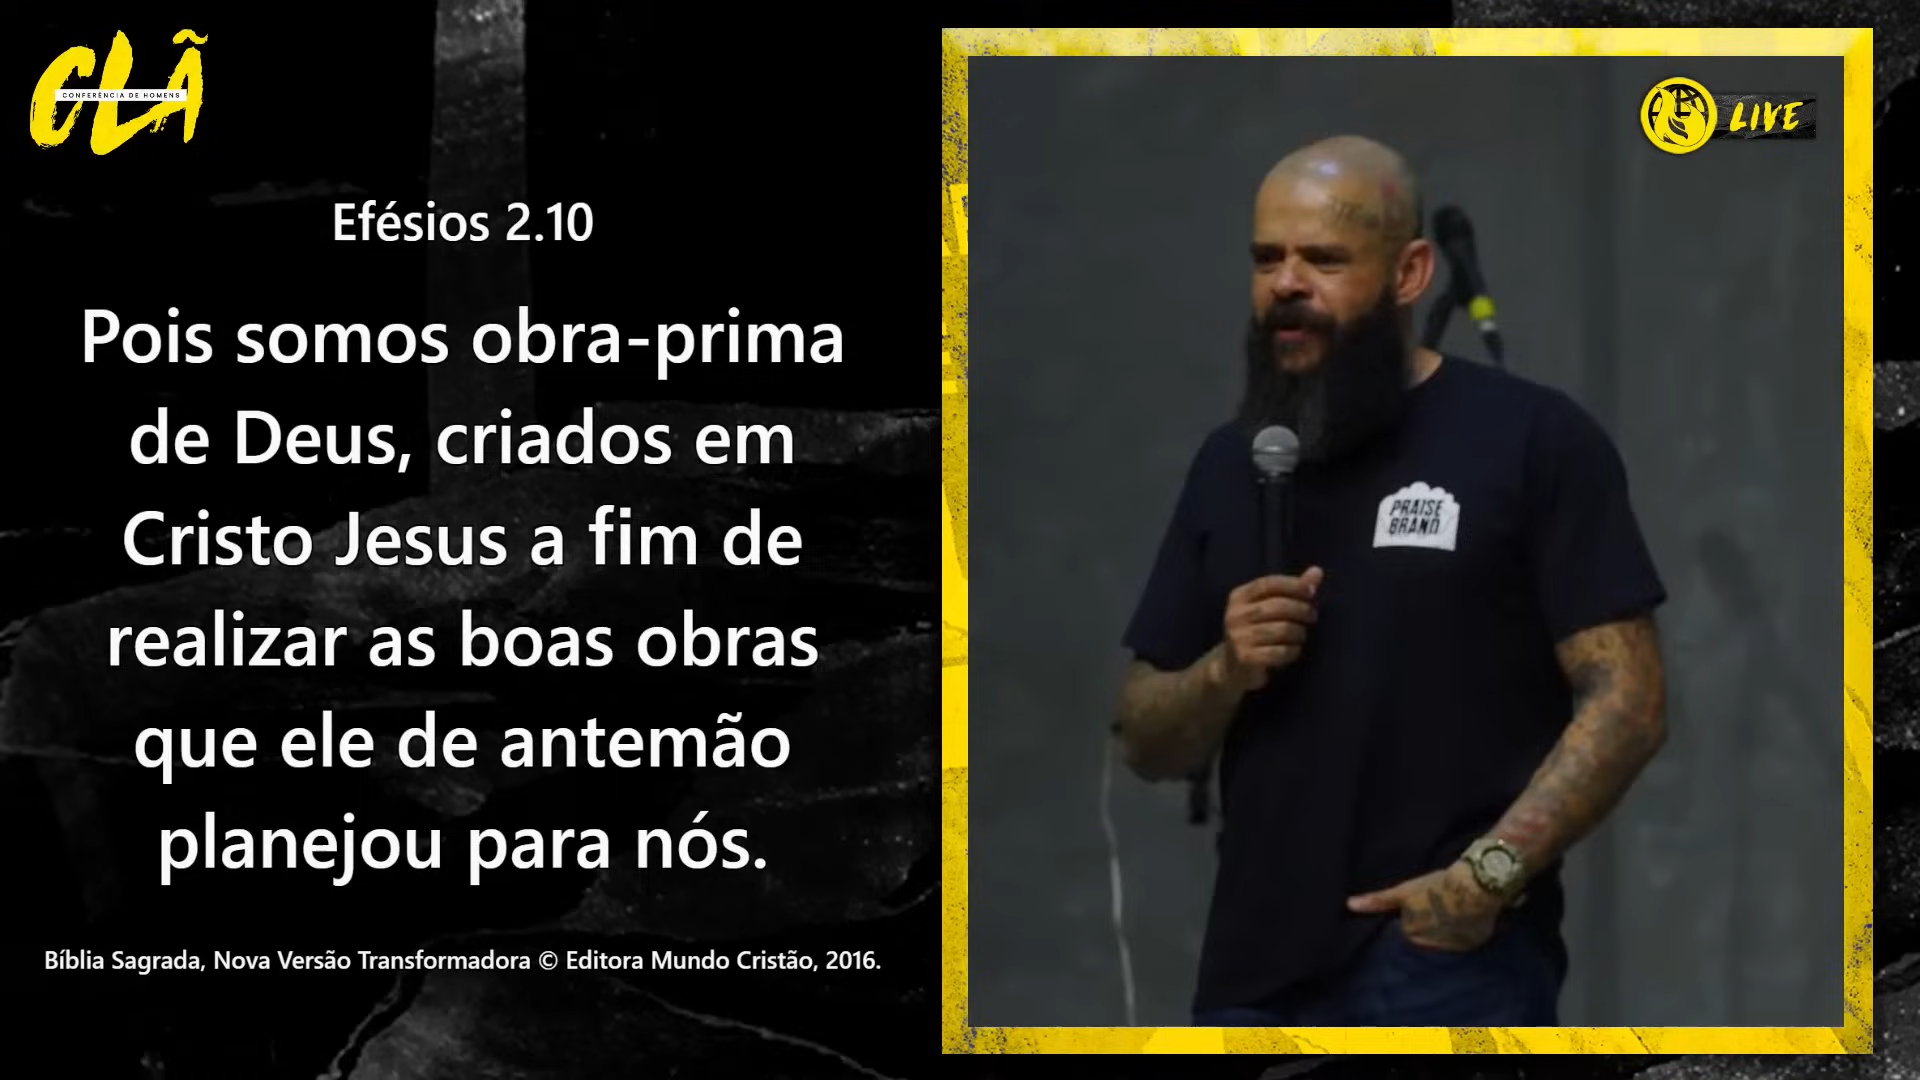 CLÃ
CONFERÊNCIA DE HOMENS
LIVE
Efésios 2.10
Pois somos obra-prima
de Deus, criados em
Cristo Jesus a fim de
realizar as boas obras
que ele de antemão
planejou para nós.
Bíblia Sagrada, Nova Versão Transformadora © Editora Mundo Cristão, 2016.
PRAISE
BRAND